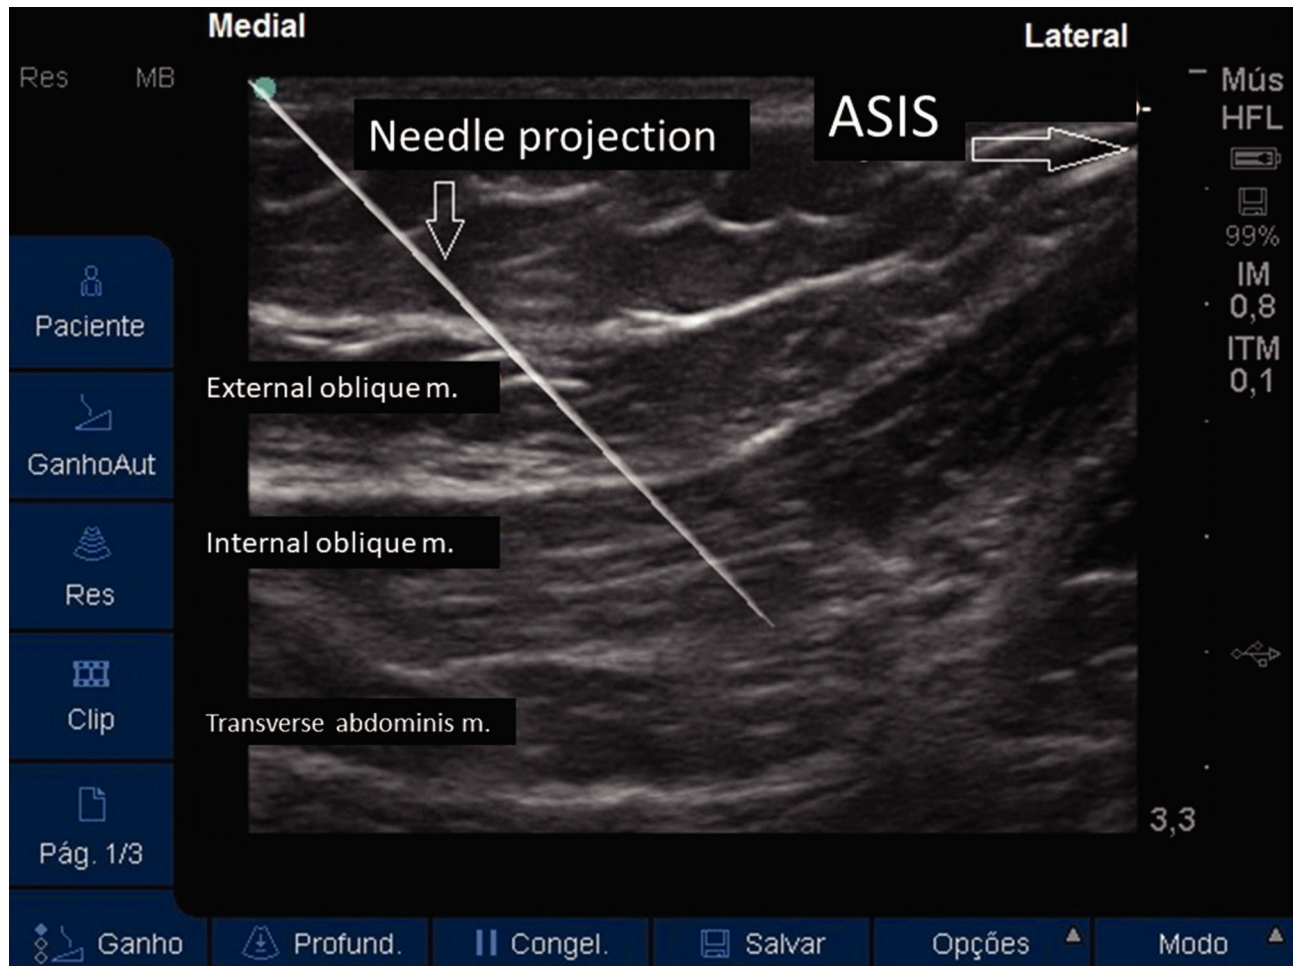 Medial
Lateral
Res MB
Mús
HFL
99%
IM
0,8
ITM
0,1
Needle projection
ASIS
External oblique m.
Internal oblique m.
Transverse abdominis m.
Paciente
GanhoAut
Res
Clip
Pág. 1/3
3,3
Ganho
Profund.
Congel.
Salvar
Opções
Modo